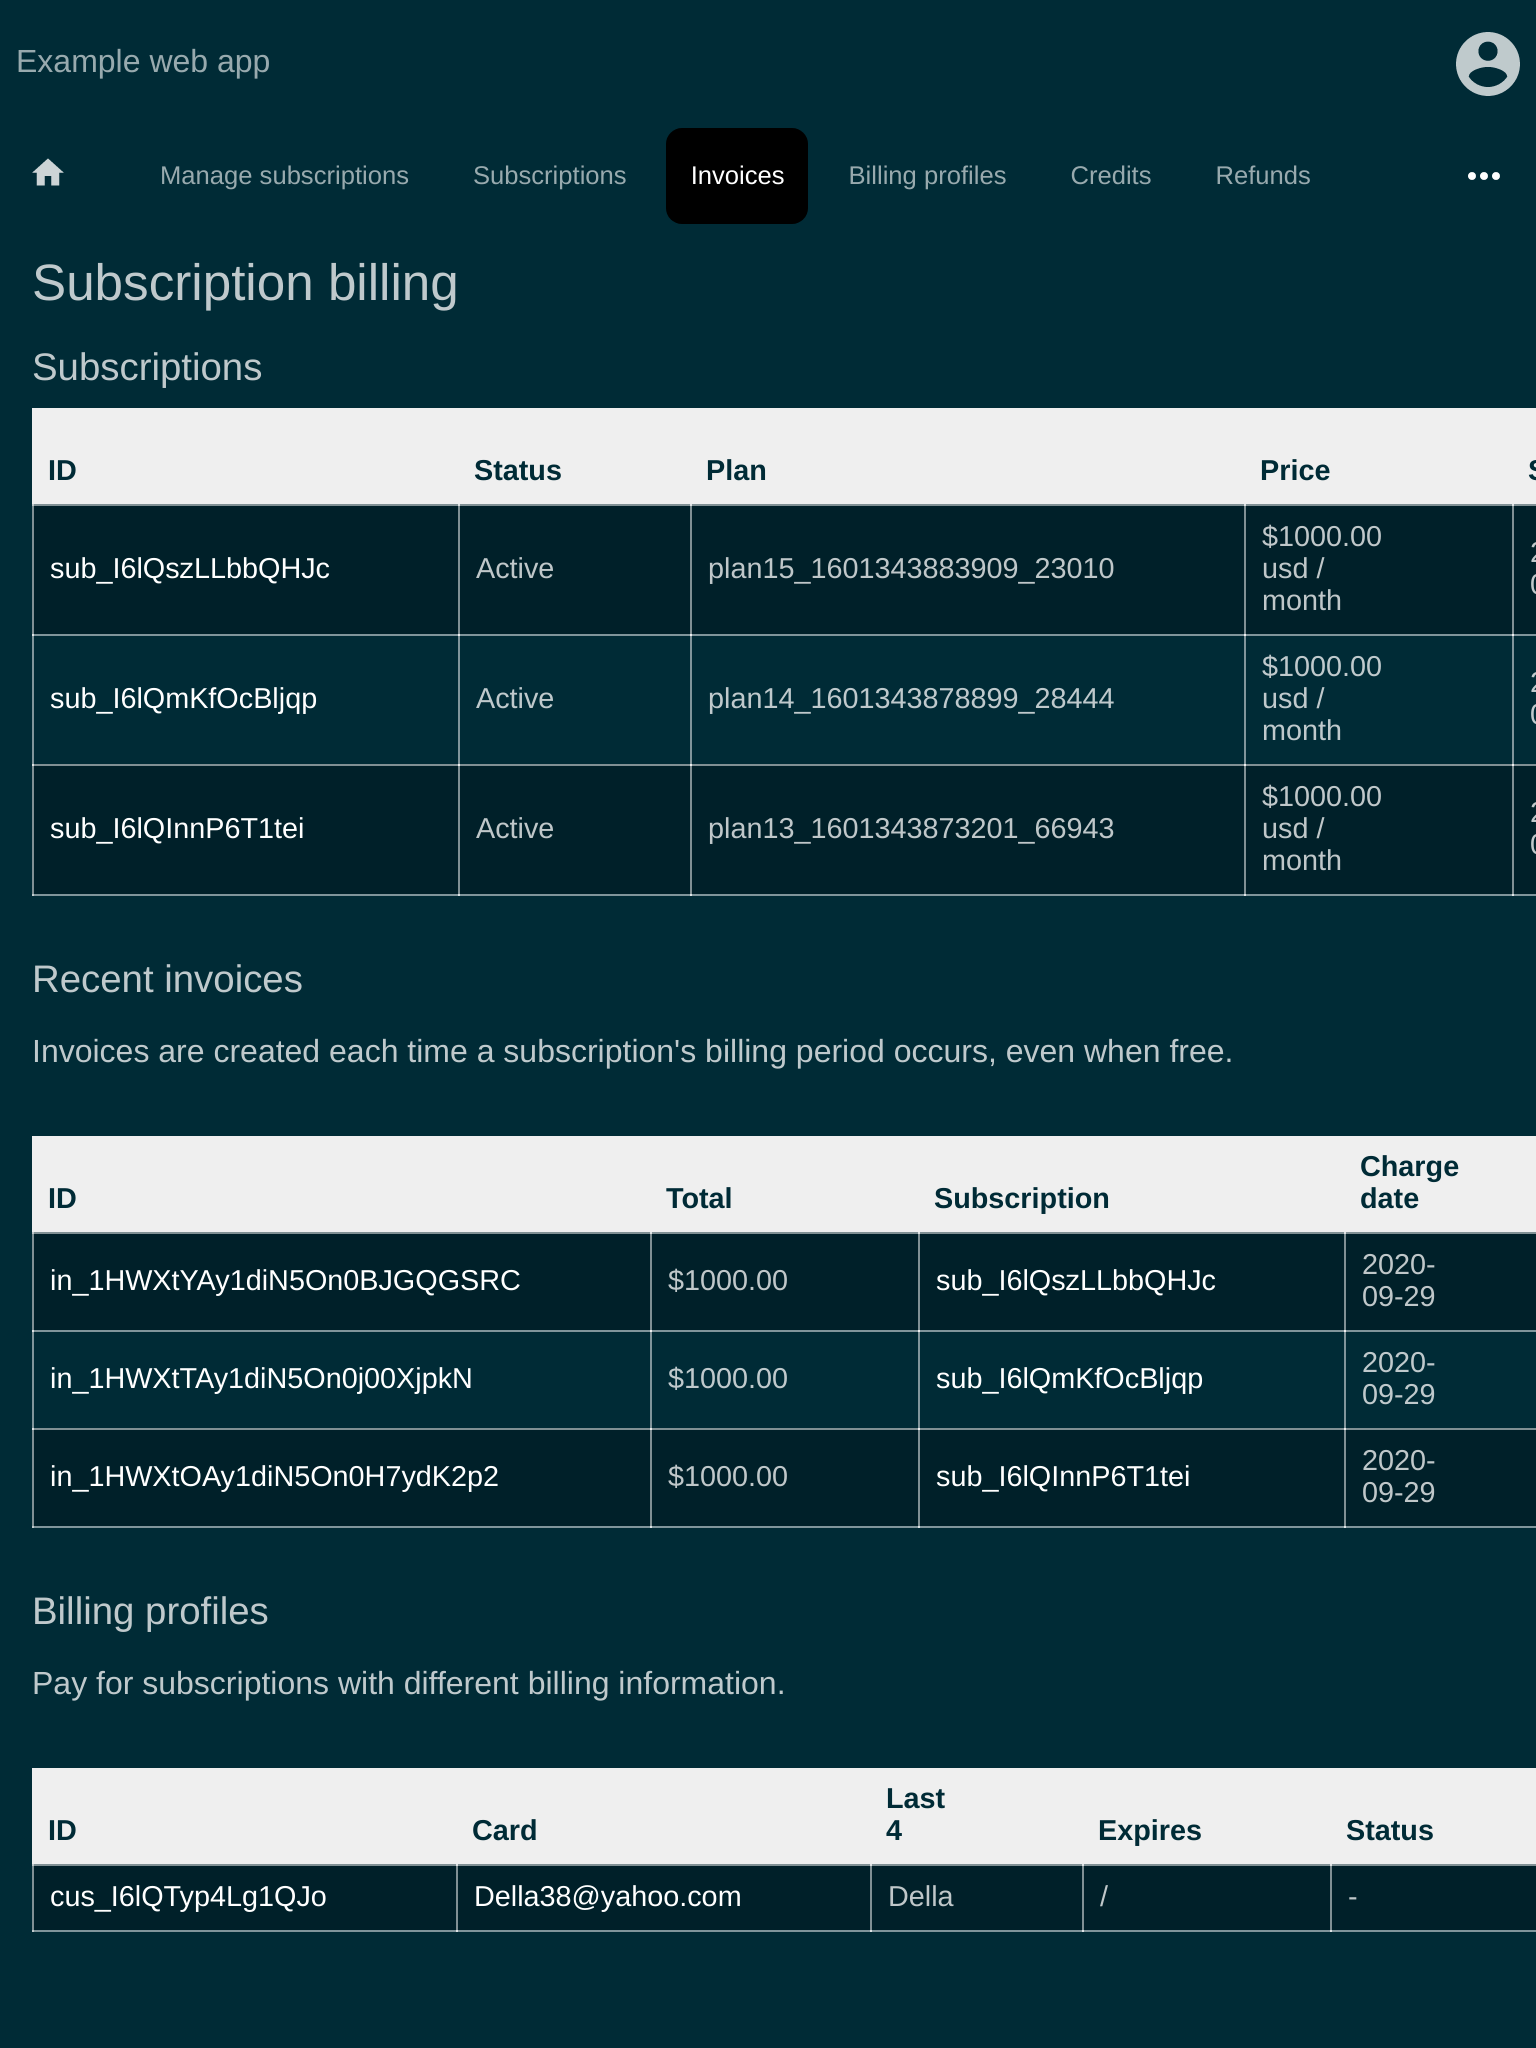 Example web app
Manage subscriptions Subscriptions Invoices Billing profiles Credits Refunds
Subscription billing
Subscriptions
ID Status Plan Price
sub_I6lQszLLbbQHJc Active plan15_1601343883909_23010 $1000.00
usd /
month
sub_I6lQmKfOcBljqp Active plan14_1601343878899_28444 $1000.00
usd /
month
sub_I6lQInnP6T1tei Active plan13_1601343873201_66943 $1000.00
usd /
month
Recent invoices
Invoices are created each time a subscription's billing period occurs, even when free.
ID Total Subscription Charge
date
in_1HWXtYAy1diN5On0BJGQGSRC $1000.00 sub_I6lQszLLbbQHJc 2020-
09-29
in_1HWXtTAy1diN5On0j00XjpkN $1000.00 sub_I6lQmKfOcBljqp 2020-
09-29
in_1HWXtOAy1diN5On0H7ydK2p2 $1000.00 sub_I6lQInnP6T1tei 2020-
09-29
Billing profiles
Pay for subscriptions with different billing information.
ID Card Last
4 Expires Status
cus_I6lQTyp4Lg1QJo Della38@yahoo.com Della / -